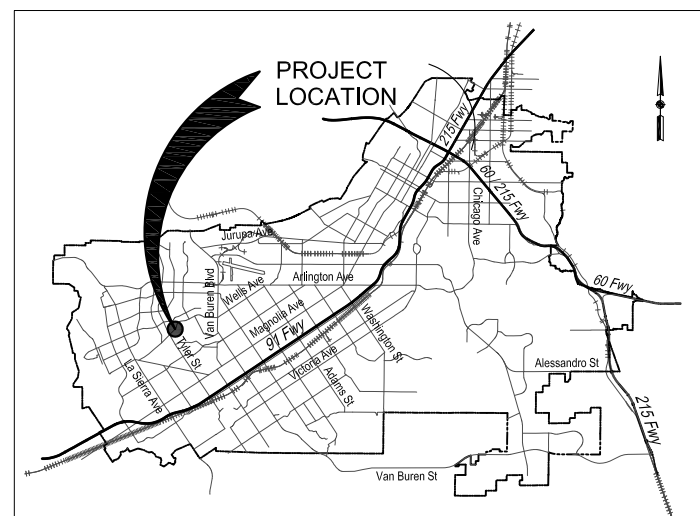 PROJECT
LOCATION
215 Fwy
60 / 215 Fwy
Chicago Ave
Jurupa Ave
Van Buren Blvd
Wells Ave
Arlington Ave
Magnolia Ave
91 Fwy
Washington St
60 Fwy
Tyler St
La Sierra Ave
Victoria Ave
Adams St
Alessandro St
215 Fwy
Van Buren St